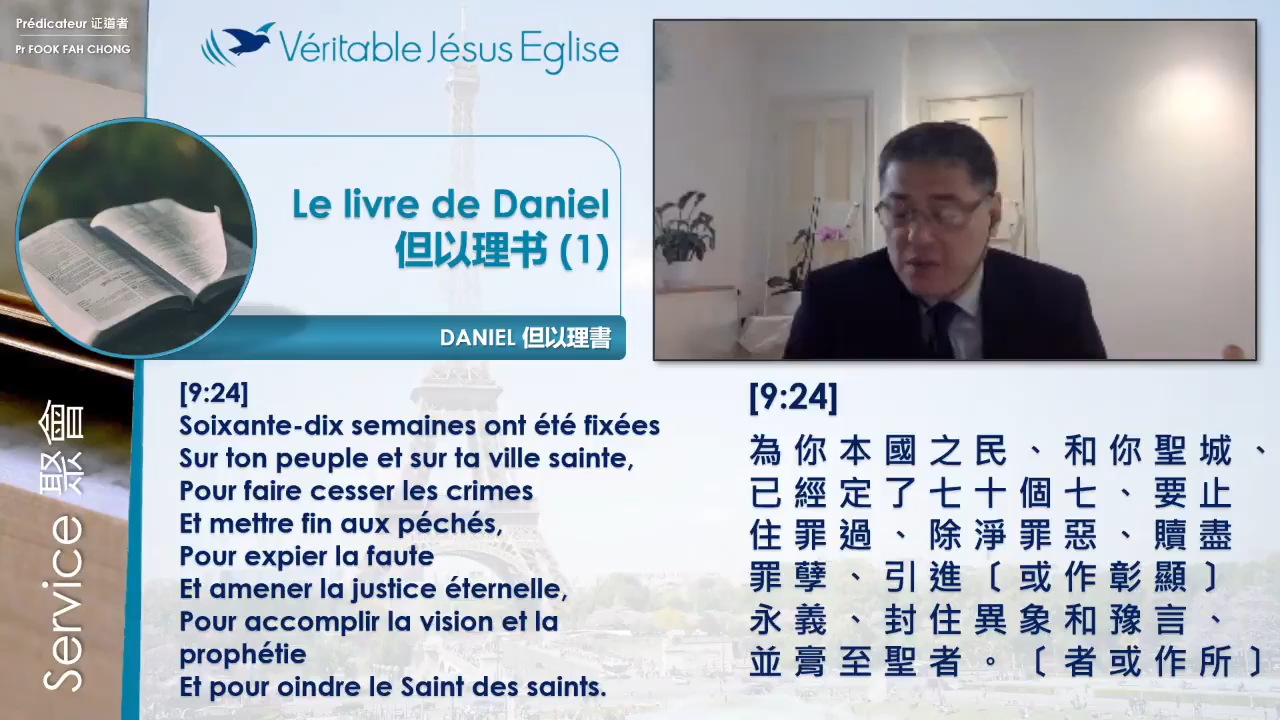 Prédicateur 证道者
Pr FOOK FAH CHONG
Véritable Jésus Eglise
Le livre de Daniel
但以理书 (1)
DANIEL 但以理書
Service 聚會
[9:24]
Soixante-dix semaines ont été fixées
Sur ton peuple et sur ta ville sainte,
Pour faire cesser les crimes
Et mettre fin aux péchés,
Pour expier la faute
Et amener la justice éternelle,
Pour accomplir la vision et la
prophétie
Et pour oindre le Saint des saints.
[9:24]
為你本國之民、和你聖城、
已經定了七十個七、要止
住罪過、除淨罪惡、贖盡
罪孽、引進〔或作彰顯〕
永義、封住異象和豫言、
並膏至聖者。〔者或作所〕